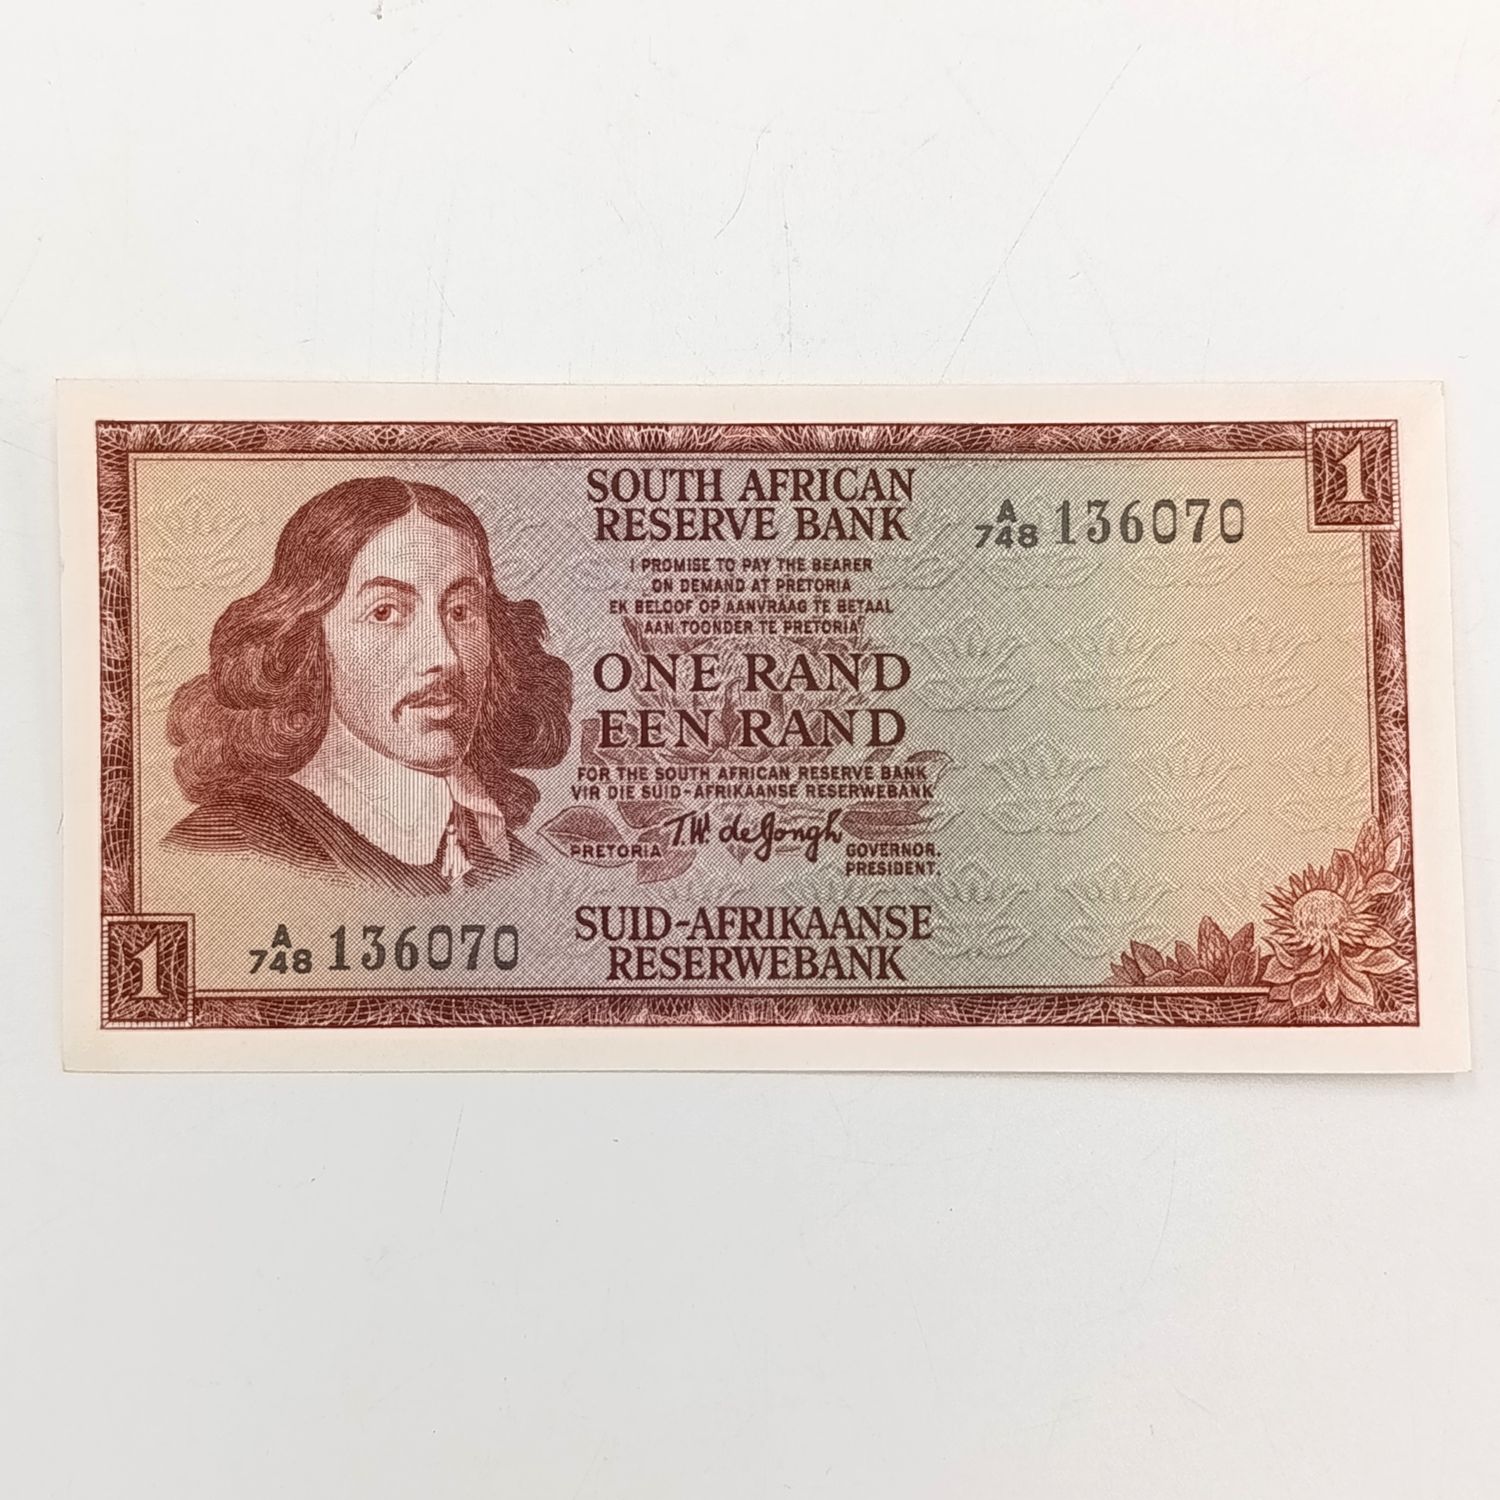 1
SOUTH AFRICAN
RESERVE BANK
A
748 136070
I PROMISE TO PAY THE BEARER
ON DEMAND AT PRETORIA
EK BELOOF OP AANVRAAG TE BETAAL
AAN TOONDER TE PRETORIA
ONE RAND
EEN RAND
FOR THE SOUTH AFRICAN RESERVE BANK
VIR DIE SUID-AFRIKAANSE RESERWEBANK
T.W. de Jongh
PRETORIA
GOVERNOR.
PRESIDENT.
SUID-AFRIKAANSE
RESERWEBANK
A
748 136070
1